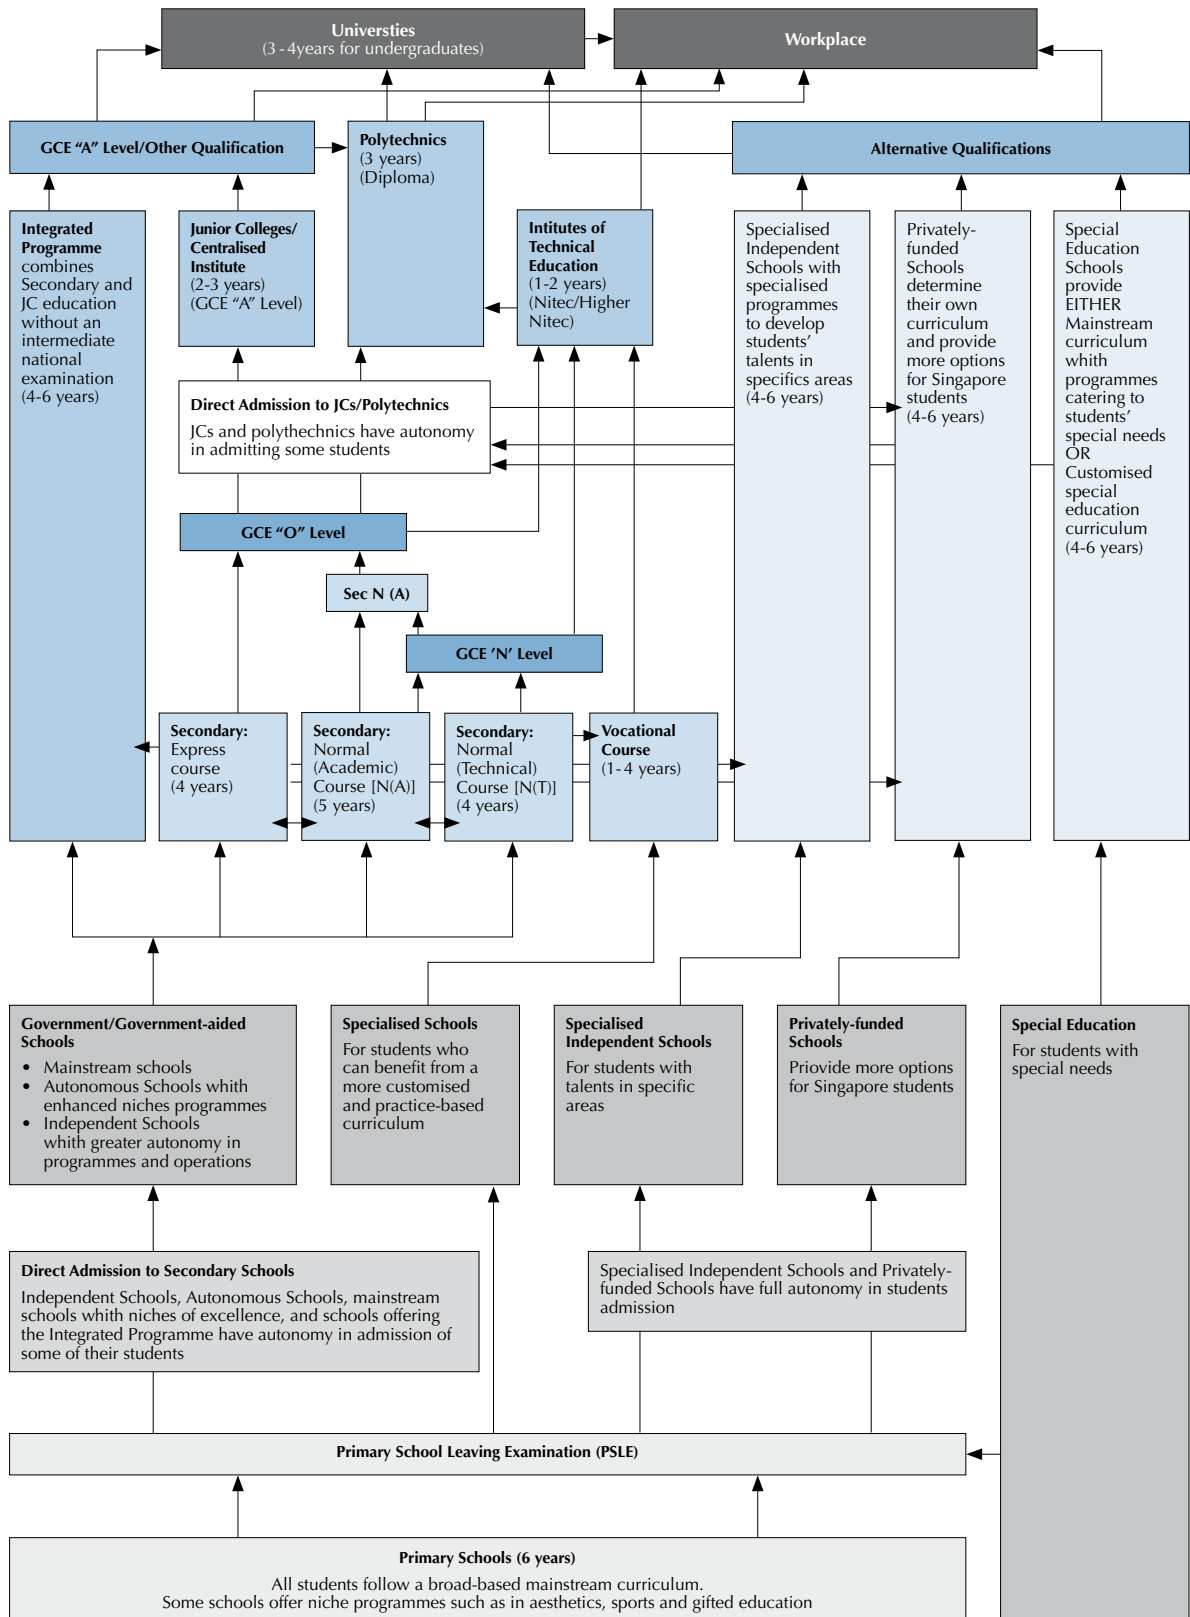 Universties
(3 - 4years for undergraduates)
Workplace
GCE “A” Level/Other Qualification
Polytechnics
(3 years)
(Diploma)
Alternative Qualifications
Integrated
Programme
combines
Secondary and
JC education
without an
intermediate
national
examination
(4-6 years)
Junior Colleges/
Centralised
Institute
(2-3 years)
(GCE “A” Level)
Intitutes of
Technical
Education
(1-2 years)
(Nitec/Higher
Nitec)
Specialised
Independent
Schools with
specialised
programmes
to develop
students’
talents in
specifics areas
(4-6 years)
Privately-
funded
Schools
determine
their own
curriculum
and provide
more options
for Singapore
students
(4-6 years)
Special
Education
Schools
provide
EITHER
Mainstream
curriculum
whith
programmes
catering to
students’
special needs
OR
Customised
special
education
curriculum
(4-6 years)
Direct Admission to JCs/Polytechnics
JCs and polythechnics have autonomy
in admitting some students
GCE “O” Level
Sec N (A)
GCE ’N’ Level
Secondary:
Express
course
(4 years)
Secondary:
Normal
(Academic)
Course [N(A)]
(5 years)
Secondary:
Normal
(Technical)
Course [N(T)]
(4 years)
Vocational
Course
(1- 4 years)
Government/Government-aided
Schools
• Mainstream schools
• Autonomous Schools whith
enhanced niches programmes
• Independent Schools
whith greater autonomy in
programmes and operations
Specialised Schools
For students who
can benefit from a
more customised
and practice-based
curriculum
Specialised
Independent Schools
For students with
talents in specific
areas
Privately-funded
Schools
Priovide more options
for Singapore students
Special Education
For students with
special needs
Direct Admission to Secondary Schools
Independent Schools, Autonomous Schools, mainstream
schools whith niches of excellence, and schools offering
the Integrated Programme have autonomy in admission of
some of their students
Specialised Independent Schools and Privately-
funded Schools have full autonomy in students
admission
Primary School Leaving Examination (PSLE)
Primary Schools (6 years)
All students follow a broad-based mainstream curriculum.
Some schools offer niche programmes such as in aesthetics, sports and gifted education